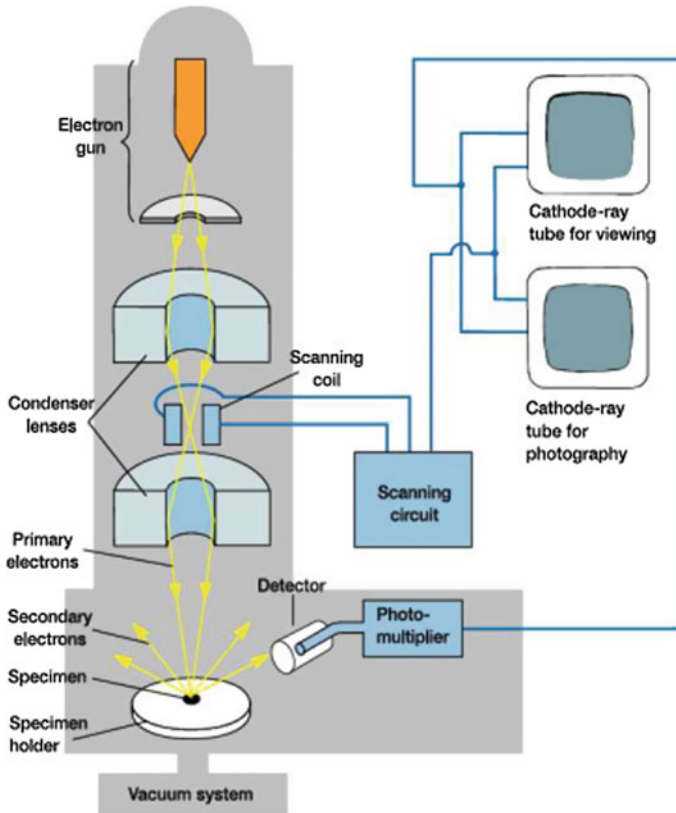 Electron
gun
Cathode-ray
tube for viewing
Scanning
coil
Condenser
lenses
Cathode-ray
tube for
photography
Scanning
circuit
Primary
electrons
Detector
Photo-
multiplier
Secondary
electrons
Specimen
Specimen
holder
Vacuum system